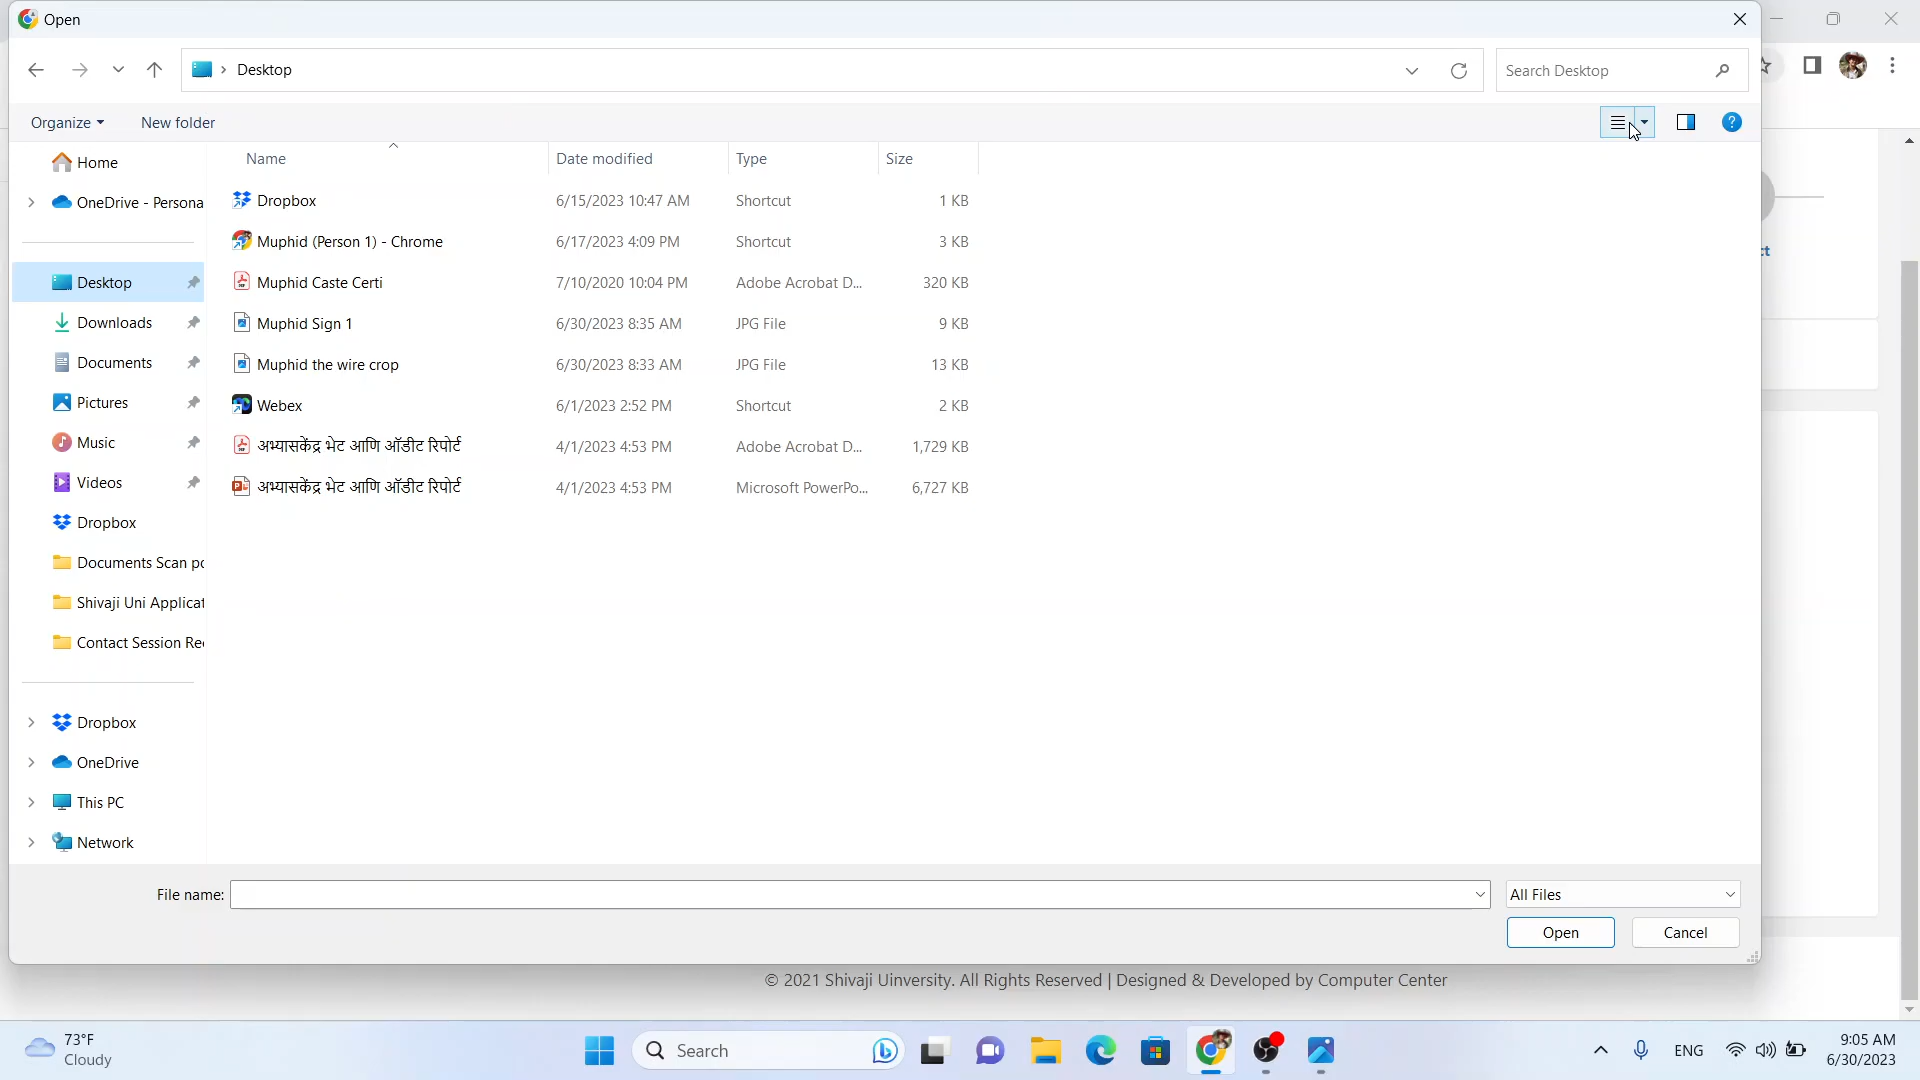 Open
Desktop
Search Desktop
Organize
New folder
Name
Date modified
Type
Size
Home
OneDrive - Persona
Desktop
Downloads
Documents
Pictures
Music
Videos
Dropbox
Documents Scan
Shivaji Uni Applicat
Contact Session Re
Dropbox
OneDrive
This PC
Network
Dropbox 6/15/2023 10:47 AM Shortcut 1 KB
Muphid (Person 1) - Chrome 6/17/2023 4:09 PM Shortcut 3 KB
Muphid Caste Certi 7/10/2020 10:04 PM Adobe Acrobat D... 320 KB
Muphid Sign 1 6/30/2023 8:35 AM JPG File 9 KB
Muphid the wire crop 6/30/2023 8:33 AM JPG File 13 KB
Webex 6/1/2023 2:52 PM Shortcut 2 KB
अभ्यासकेंद्र भेट आणि ऑडीट रिपोर्ट 4/1/2023 4:53 PM Adobe Acrobat D... 1,729 KB
अभ्यासकेंद्र भेट आणि ऑडीट रिपोर्ट 4/1/2023 4:53 PM Microsoft PowerPo... 6,727 KB
File name:
All Files
Open
Cancel
© 2021 Shivaji Uinversity. All Rights Reserved | Designed & Developed by Computer Center
73°F
Cloudy
Search
ENG
9:05 AM
6/30/2023